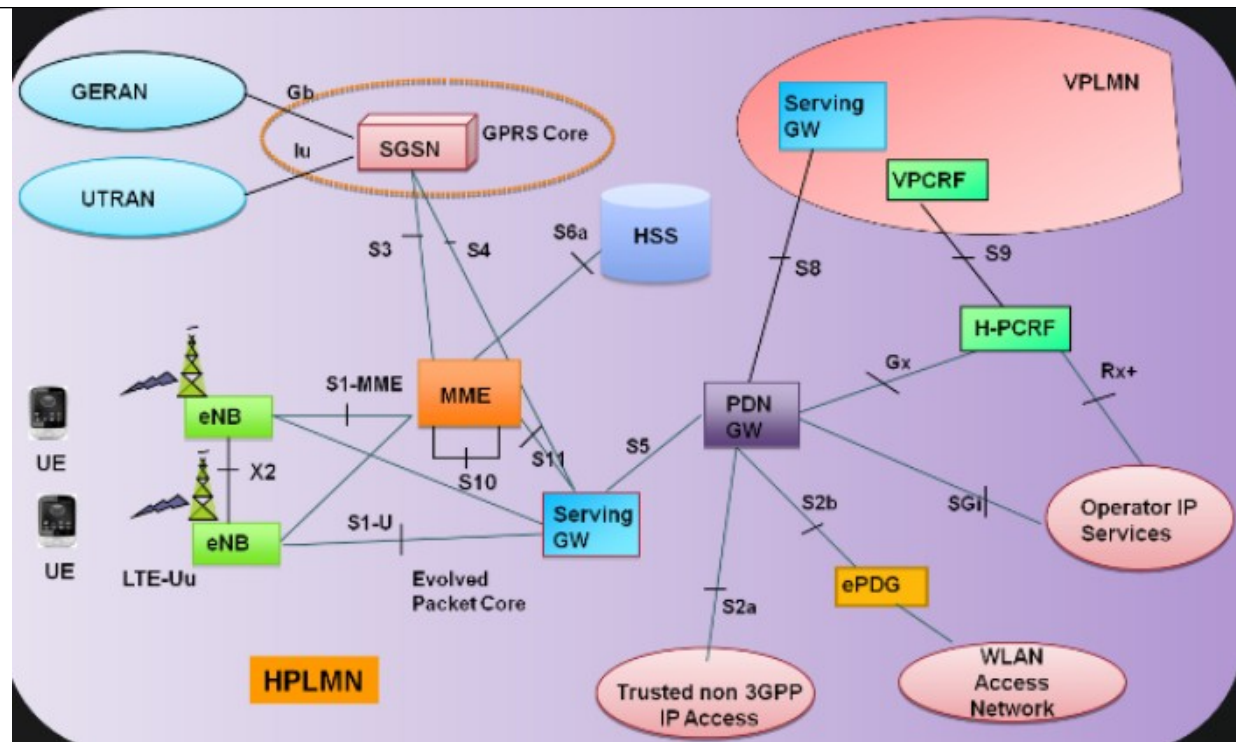 GERAN
Gb
GPRS Core
SGSN
Iu
UTRAN
Serving
GW
VPLMN
VPCRF
S3
S4
S6a
HSS
S8
S9
H-PCRF
Gx
Rx+
S1-MME
MME
PDN
GW
eNB
UE
X2
S10
S11
S5
S1-U
Serving
GW
eNB
UE
LTE-Uu
Evolved
Packet Core
S2b
SGi
Operator IP
Services
ePDG
S2a
HPLMN
Trusted non 3GPP
IP Access
WLAN
Access
Network